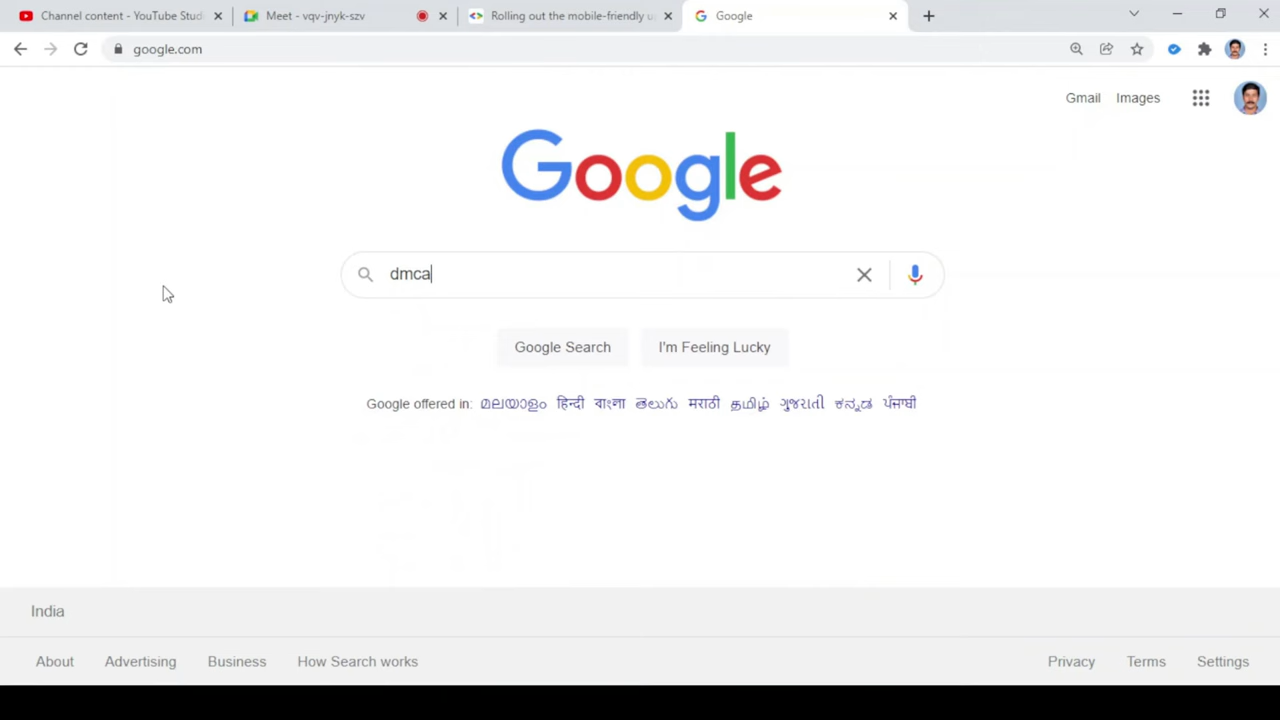 Channel content - YouTube Studi
Meet - vqv-jnyk-szv
Rolling out the mobile-friendly u
Google
google.com
Gmail Images
Google
dmca
Google Search
I'm Feeling Lucky
Google offered in: മലയാളം हिन्दी বাংলা తెలుగు मराठी தமிழ் ગુજરાતી ಕನ್ನಡ ਪੰਜਾਬੀ
India
About Advertising Business How Search works
Privacy Terms Settings